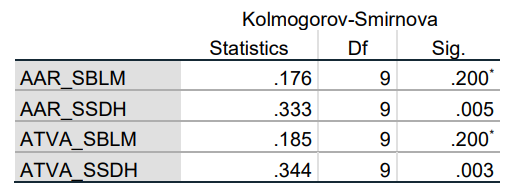 Kolmogorov-Smirnova
Statistics Df Sig.
AAR_SBLM .176 9 .200*
AAR_SSDH .333 9 .005
ATVA_SBLM .185 9 .200*
ATVA_SSDH .344 9 .003